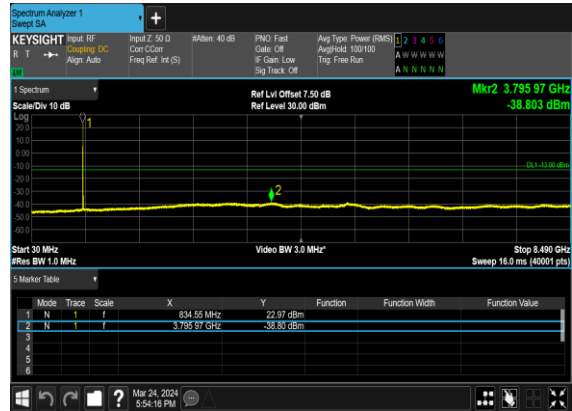 Spectrum Analyzer 1
Swept SA
KEYSIGHT Input: RF Input Z: 50 Ω #Atten: 40 dB PNO: Fast Avg Type: Power (RMS) 1 2 3 4 5 6
R T Coupling: DC Corr CCorr Gate: Off Avg|Hold: 100/100 A W W W W W
Align: Auto Freq Ref: Int (S) IF Gain: Low Trig: Free Run
LW Sig Track: Off A N N N N N
1 Spectrum Ref Lvl Offset 7.50 dB Mkr2 3.795 97 GHz
Scale/Div 10 dB Ref Level 30.00 dBm -38.803 dBm
Log
20.0
10.0
0.00
-10.0
-20.0
-30.0
-40.0
-50.0
-60.0
1
2
DL1 -13.00 dBm
Start 30 MHz Video BW 3.0 MHz* Stop 8.490 GHz
#Res BW 1.0 MHz Sweep 16.0 ms (40001 pts)
5 Marker Table
Mode Trace Scale X Y Function Function Width Function Value
1 N 1 f 834.55 MHz 22.97 dBm
2 N 1 f 3.795 97 GHz -38.80 dBm
3
4
5
6
? Mar 24, 2024
5:54:16 PM